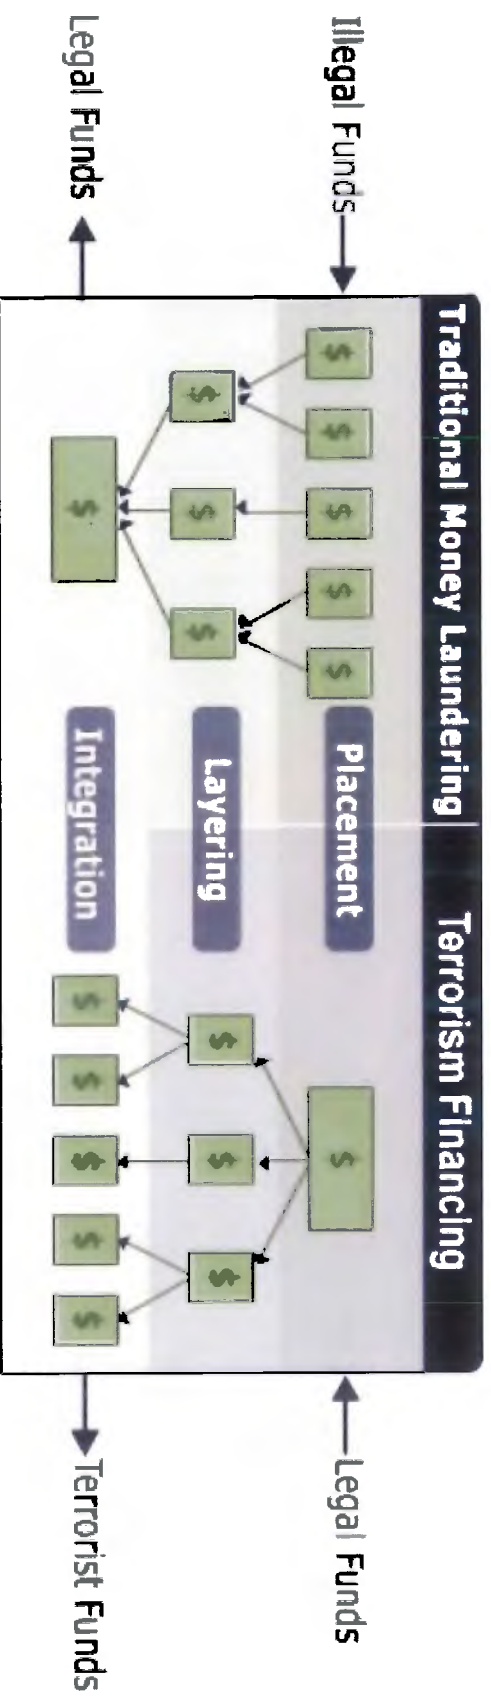 Traditional Money Laundering
Terrorism Financing
Illegal Funds
$ $ $ $ $
Placement
$
Legal Funds
$ $ $
Layering
$ $ $
Legal Funds
$
Integration
$ $ $ $ $
Terrorist Funds